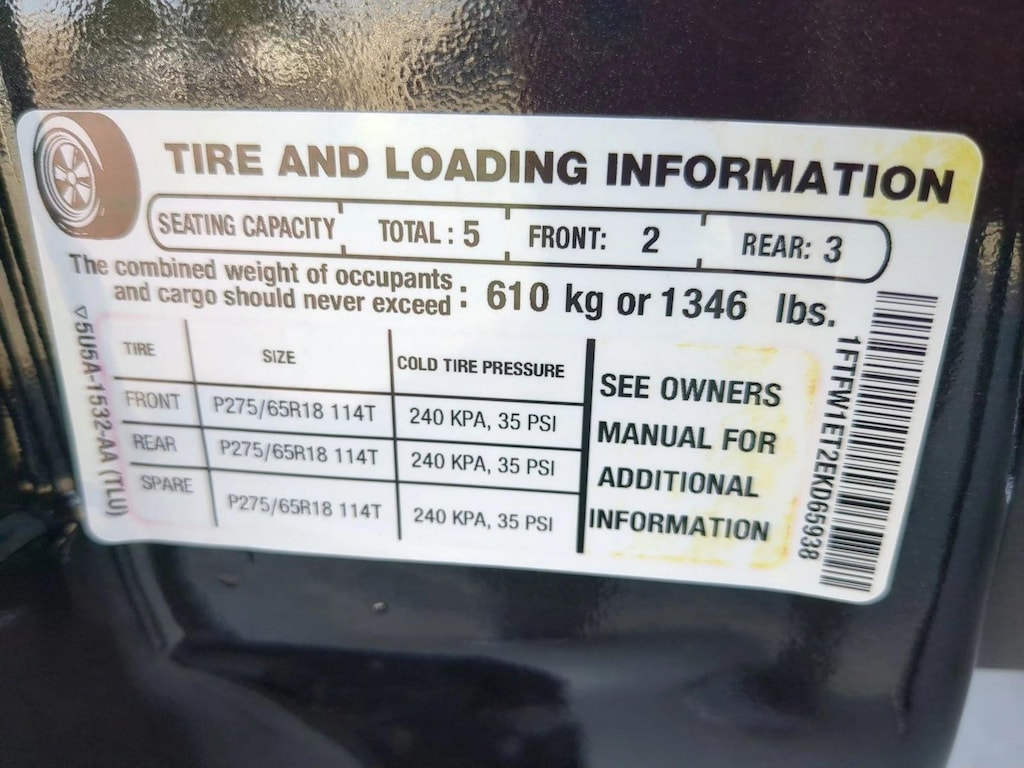 TIRE AND LOADING INFORMATION
SEATING CAPACITY TOTAL : 5 FRONT: 2 REAR: 3
The combined weight of occupants
and cargo should never exceed : 610 kg or 1346 lbs.
TIRE SIZE COLD TIRE PRESSURE
FRONT P275/65R18 114T 240 KPA, 35 PSI
REAR P275/65R18 114T 240 KPA, 35 PSI
SPARE P275/65R18 114T 240 KPA, 35 PSI
SEE OWNERS
MANUAL FOR
ADDITIONAL
INFORMATION
5U5A-1532-AA (TLU)
1FTFW1ET2EKD65938